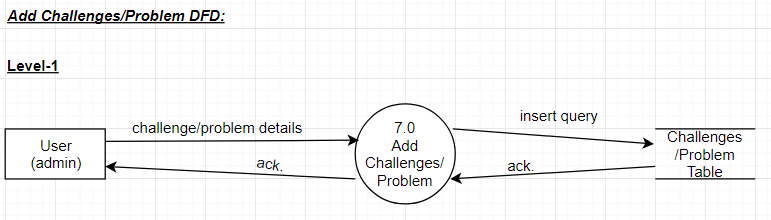 Add Challenges/Problem DFD:
Level-1
User
(admin)
challenge/problem details
ack.
7.0
Add
Challenges/
Problem
insert query
ack.
Challenges
/Problem
Table